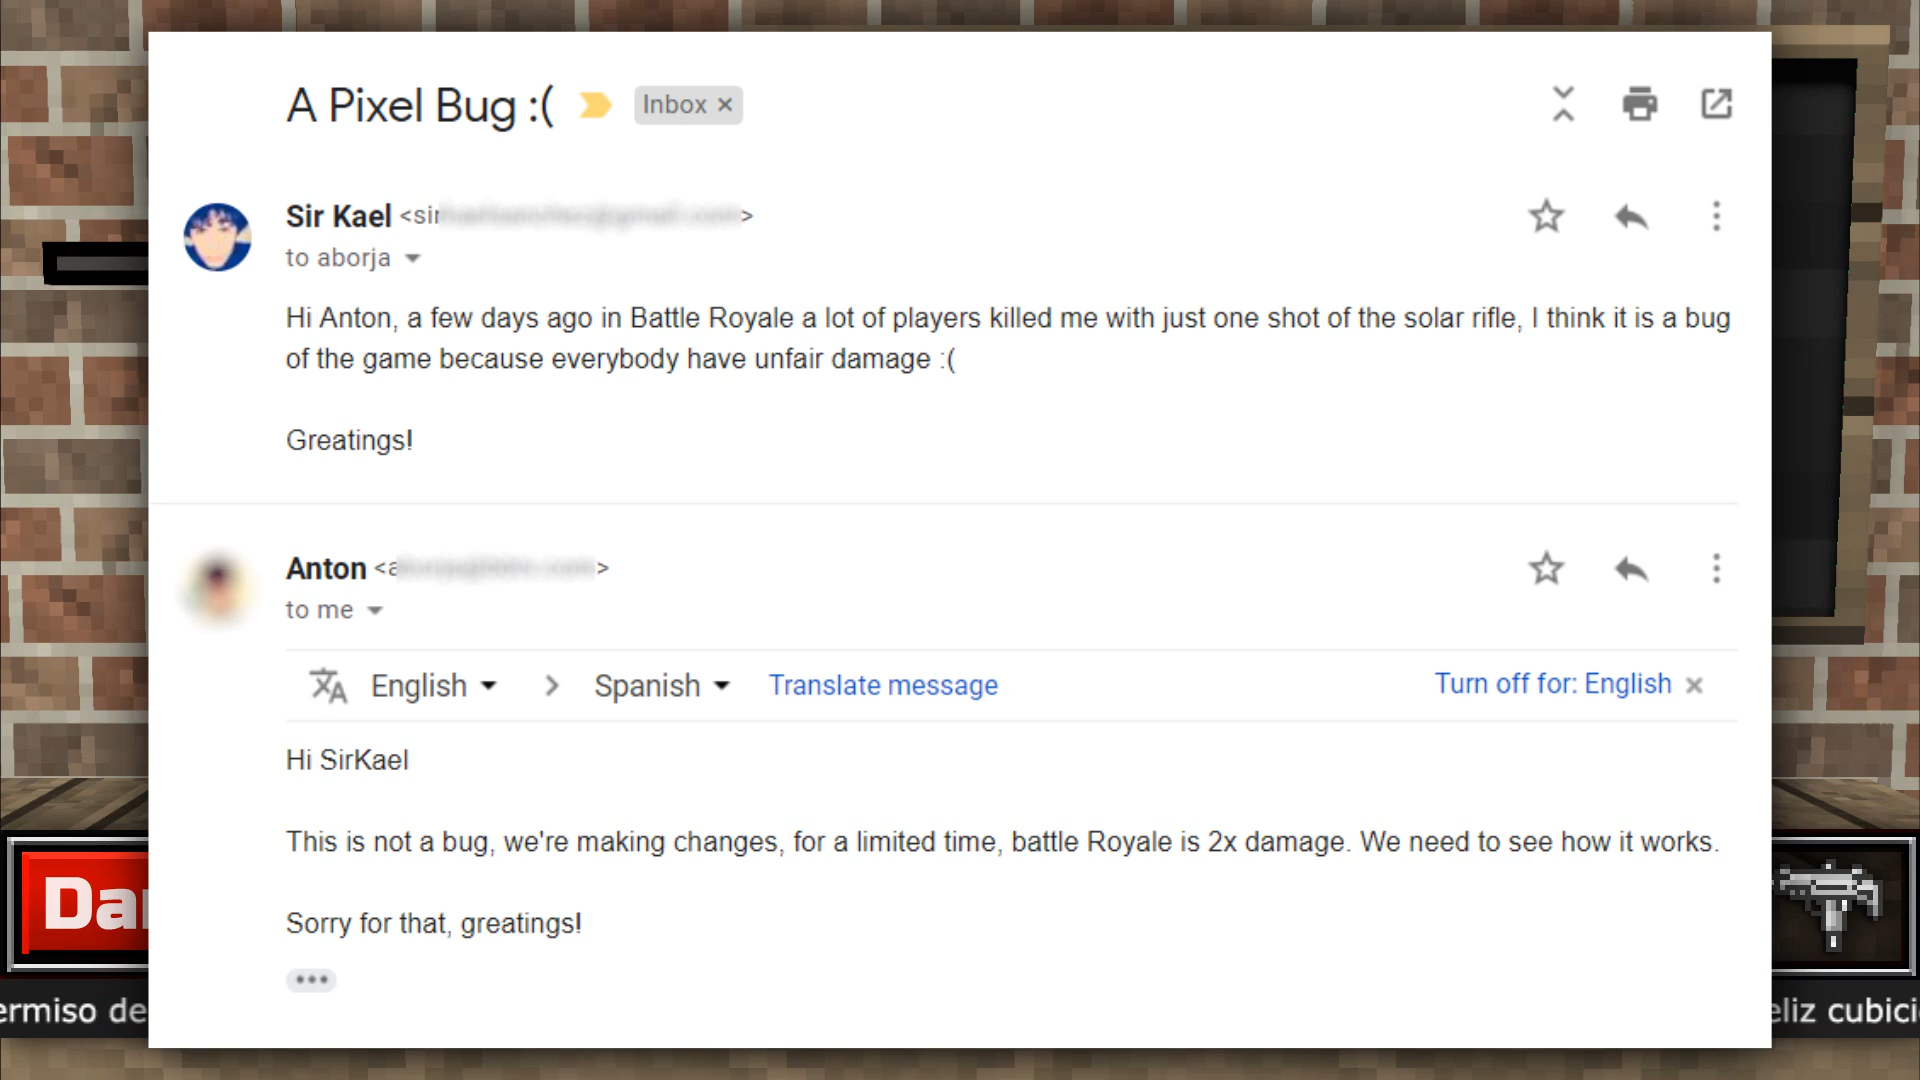 A Pixel Bug :(
Inbox ×
Sir Kael <sir >
to aborja
Hi Anton, a few days ago in Battle Royale a lot of players killed me with just one shot of the solar rifle, I think it is a bug
of the game because everybody have unfair damage :(
Greatings!
Anton <a >
to me
English > Spanish Translate message Turn off for: English ×
Hi SirKael
This is not a bug, we're making changes, for a limited time, battle Royale is 2x damage. We need to see how it works.
Sorry for that, greatings!
•••
Da
ermiso de
eliz cubici